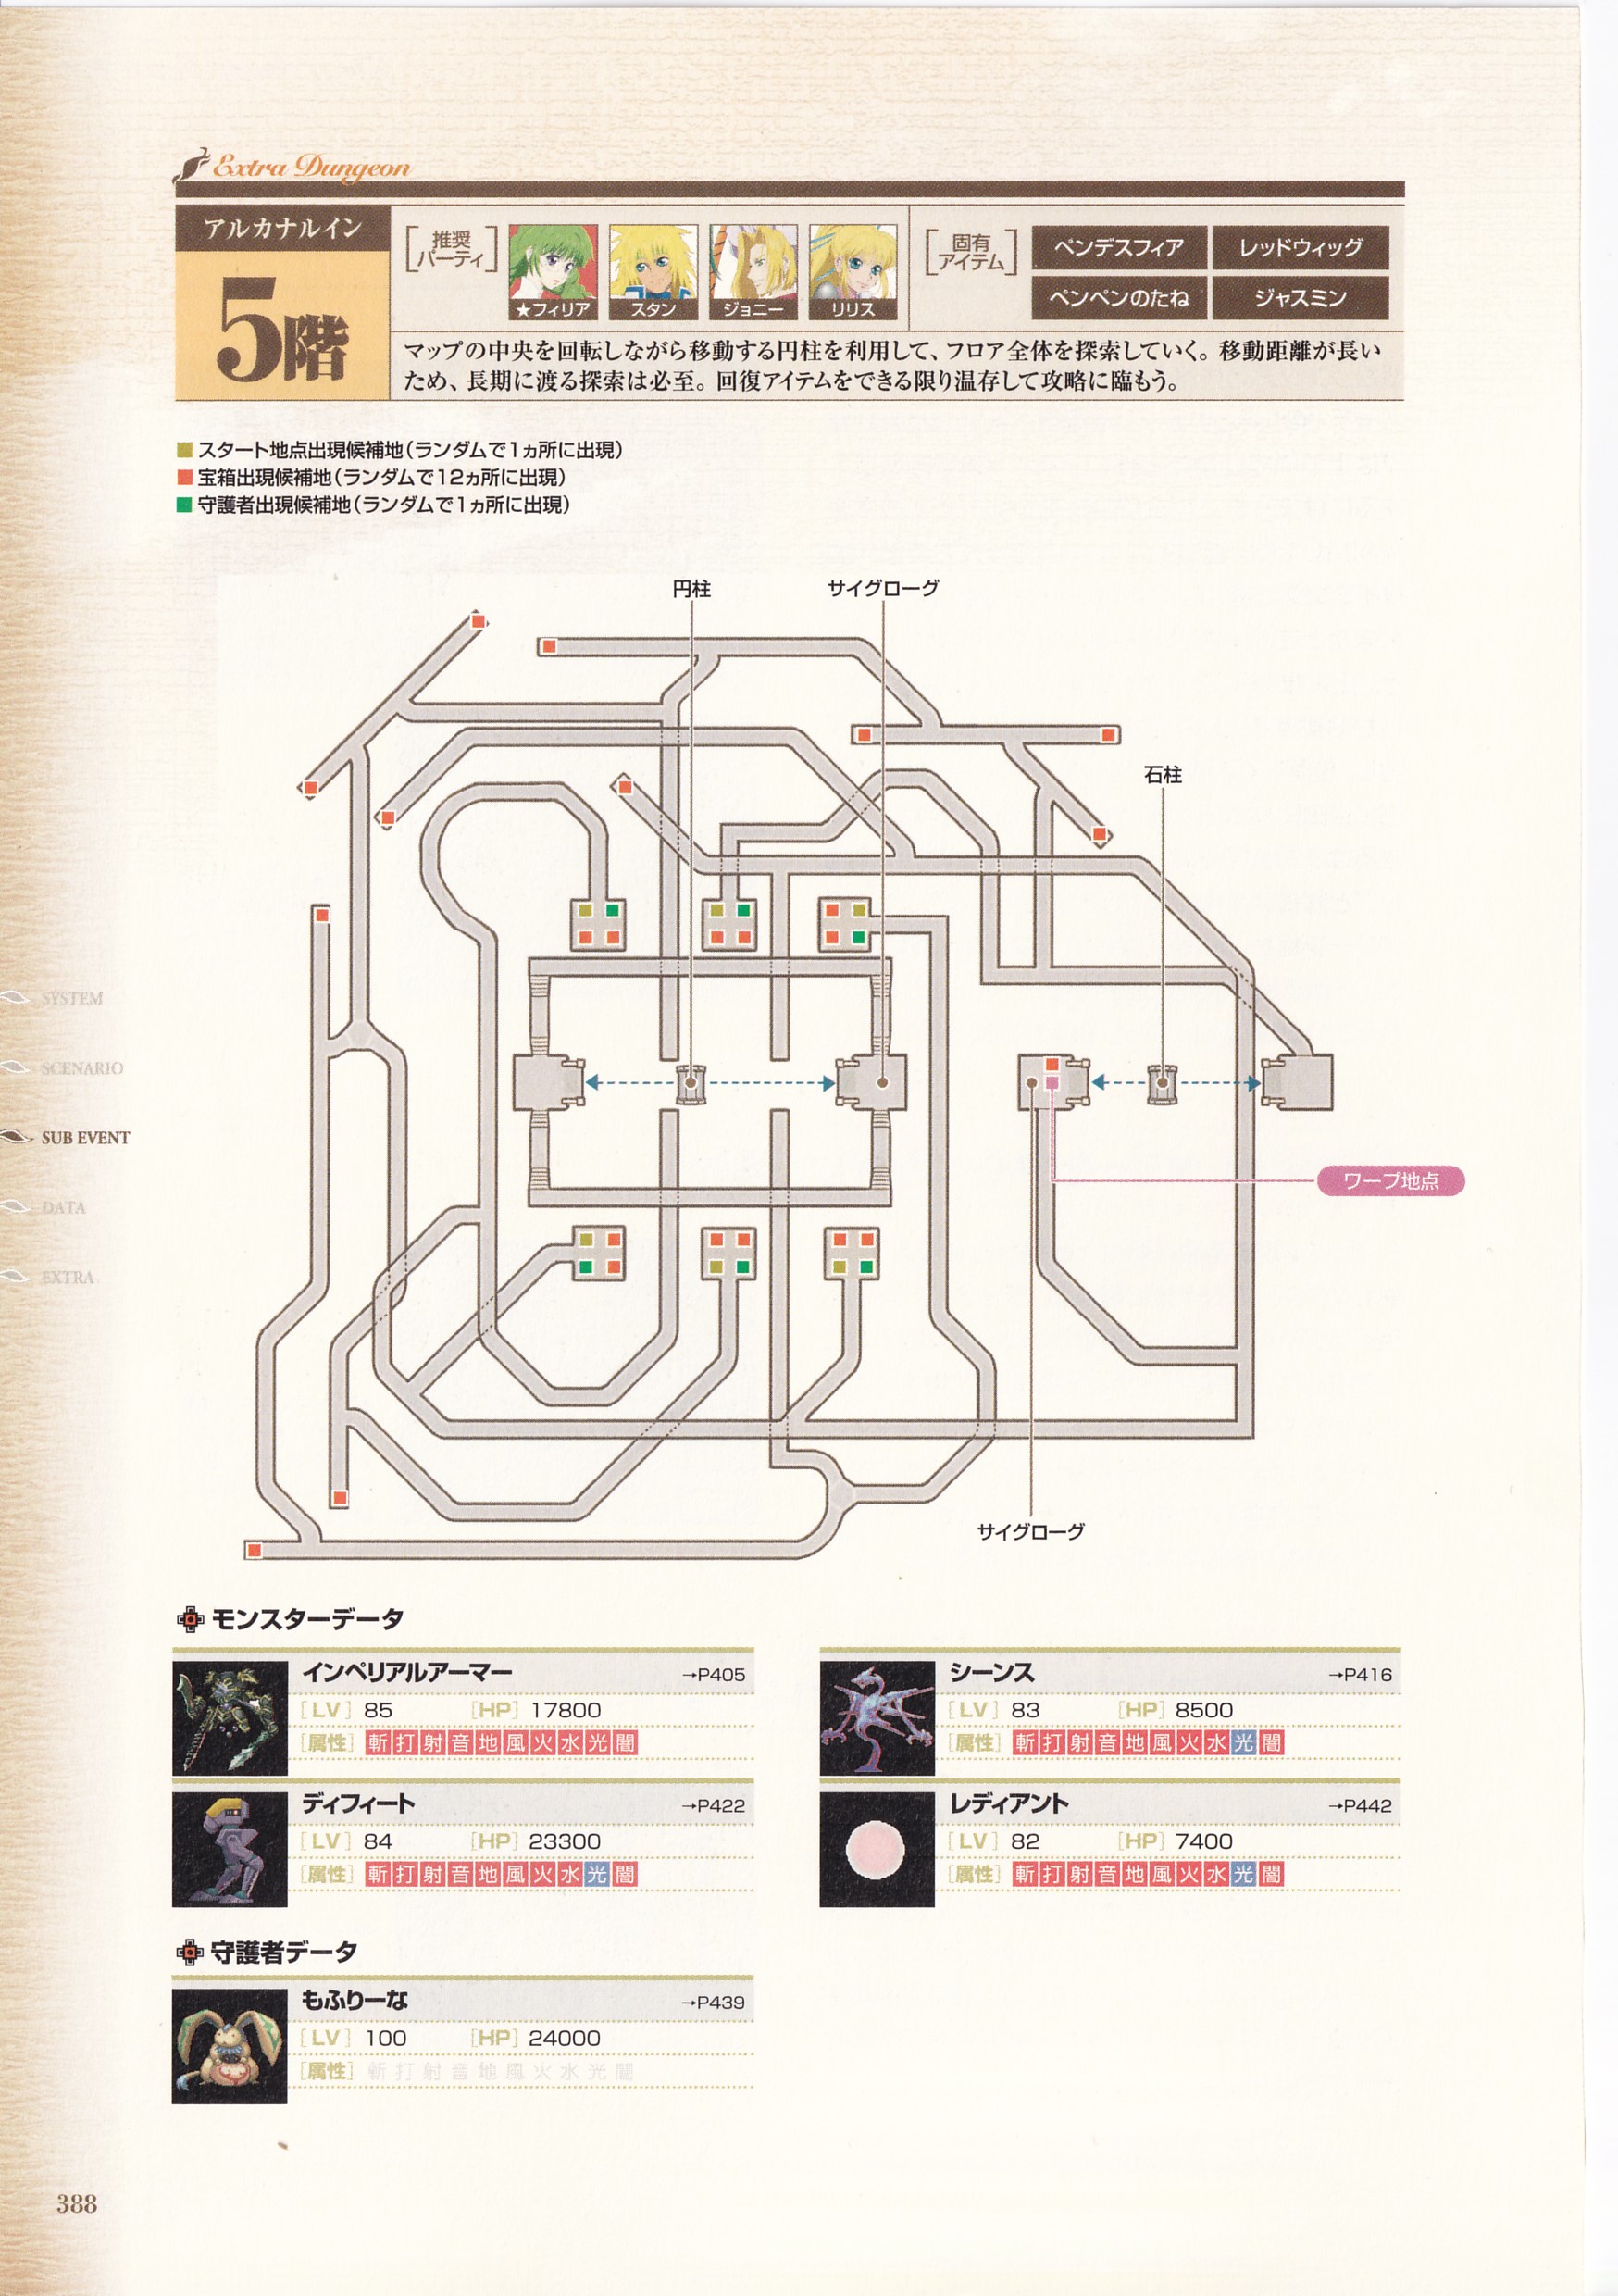 Extra Dungeon
アルカナルイン
5階
[推奨パーティ]
★フィリア
スタン
ジョニー
リリス
[固有アイテム]
ペンデスフィア
レッドウィッグ
ペンペンのたね
ジャスミン
マップの中央を回転しながら移動する円柱を利用して、フロア全体を探索していく。移動距離が長い
ため、長期に渡る探索は必至。回復アイテムをできる限り温存して攻略に臨もう。
スタート地点出現候補地(ランダムで1ヵ所に出現)
宝箱出現候補地(ランダムで12ヵ所に出現)
守護者出現候補地(ランダムで1ヵ所に出現)
円柱
サイグローグ
石柱
ワープ地点
サイグローグ
SYSTEM
SCENARIO
SUB EVENT
DATA
EXTRA
モンスターデータ
インペリアルアーマー →P405
[LV] 85 [HP] 17800
[属性] 斬打射音地風火水光闇
シーンス →P416
[LV] 83 [HP] 8500
[属性] 斬打射音地風火水光闇
ディフィート →P422
[LV] 84 [HP] 23300
[属性] 斬打射音地風火水光闇
レディアント →P442
[LV] 82 [HP] 7400
[属性] 斬打射音地風火水光闇
守護者データ
もふりーな →P439
[LV] 100 [HP] 24000
[属性] 斬打射音地風火水光闇
388